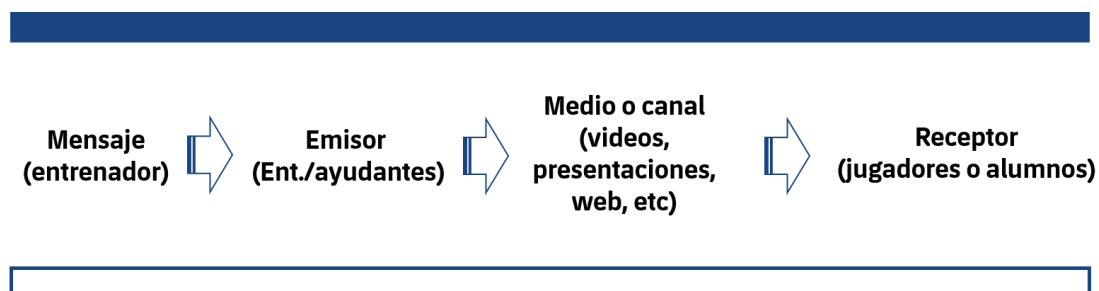 Mensaje
(entrenador)
Emisor
(Ent./ayudantes)
Medio o canal
(videos,
presentaciones,
web, etc)
Receptor
(jugadores o alumnos)